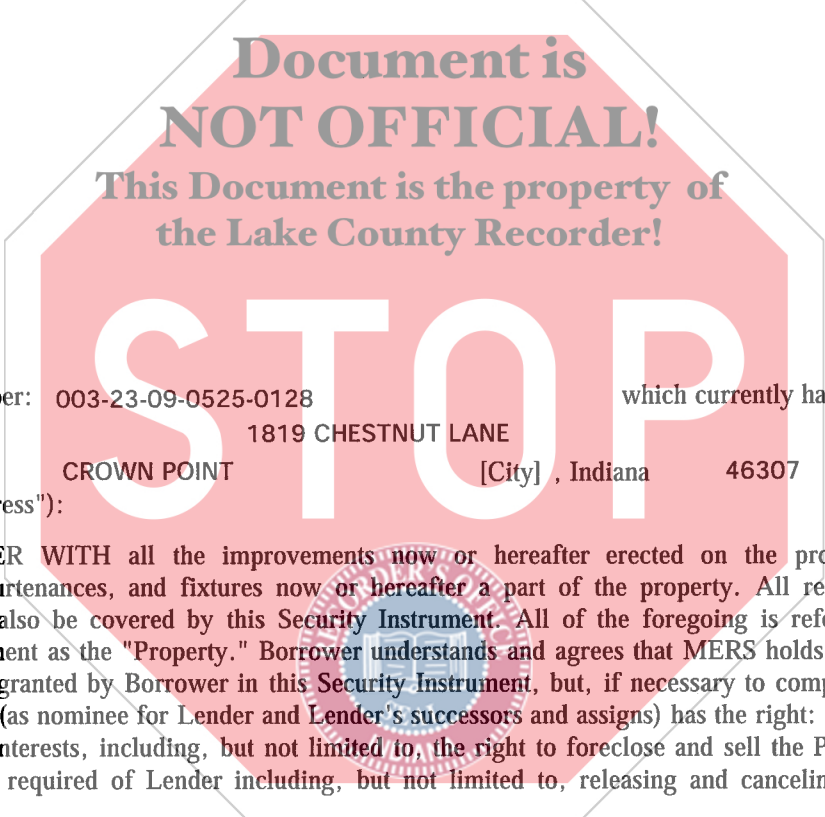 Document is
NOT OFFICIAL!
This Document is the property of
the Lake County Recorder!
STOP
er: 003-23-09-0525-0128 which currently ha
1819 CHESTNUT LANE
CROWN POINT [City] , Indiana 46307
ress"):
ER WITH all the improvements now or hereafter erected on the pro
urtenances, and fixtures now or hereafter a part of the property. All re
also be covered by this Security Instrument. All of the foregoing is refe
ent as the "Property." Borrower understands and agrees that MERS holds
granted by Borrower in this Security Instrument, but, if necessary to comp
(as nominee for Lender and Lender's successors and assigns) has the right:
nterests, including, but not limited to, the right to foreclose and sell the P
required of Lender including, but not limited to, releasing and cancelin